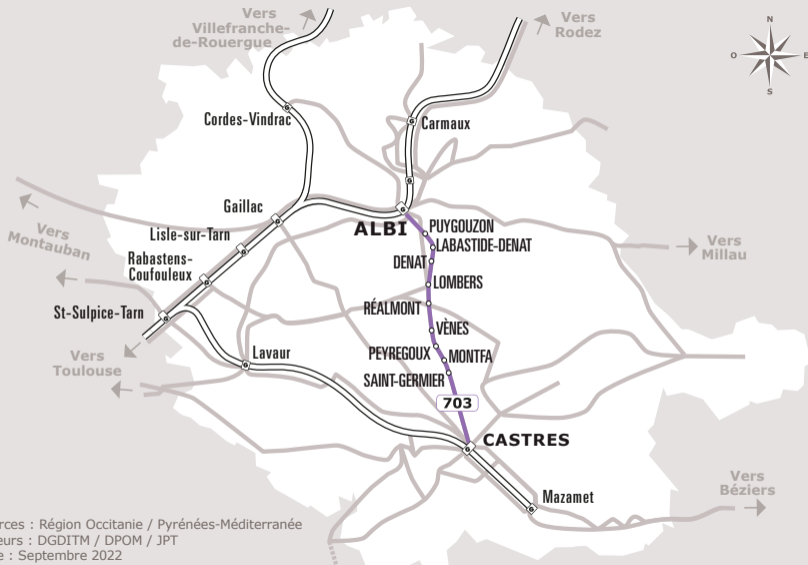 Vers
Villefranche-
de-Rouergue
Vers
Rodez
N
O
E
S
Cordes-Vindrac
Carmaux
Gaillac
ALBI
Vers
Montauban
Lisle-sur-Tarn
PUYGOUZON
LABASTIDE-DENAT
Vers
Millau
Rabastens-
Coufouleux
DENAT
LOMBERS
St-Sulpice-Tarn
RÉALMONT
VÈNES
Vers
Toulouse
Lavaur
PEYREGOUX
MONTFA
SAINT-GERMIER
703
CASTRES
Vers
Béziers
Mazamet
rces : Région Occitanie / Pyrénées-Méditerranée
eurs : DGDITM / DPOM / JPT
e : Septembre 2022